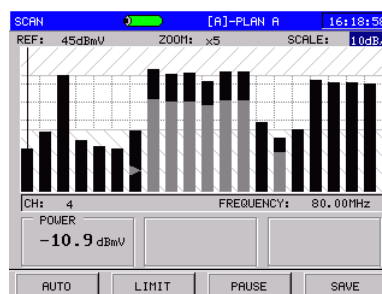 SCAN [A]-PLAN A 16:18:58
REF: 45dBmV ZOOM: x5 SCALE: 10dB/
CH: 4 FREQUENCY: 80.00MHz
POWER
-10.9 dBmV
AUTO LIMIT PAUSE SAVE